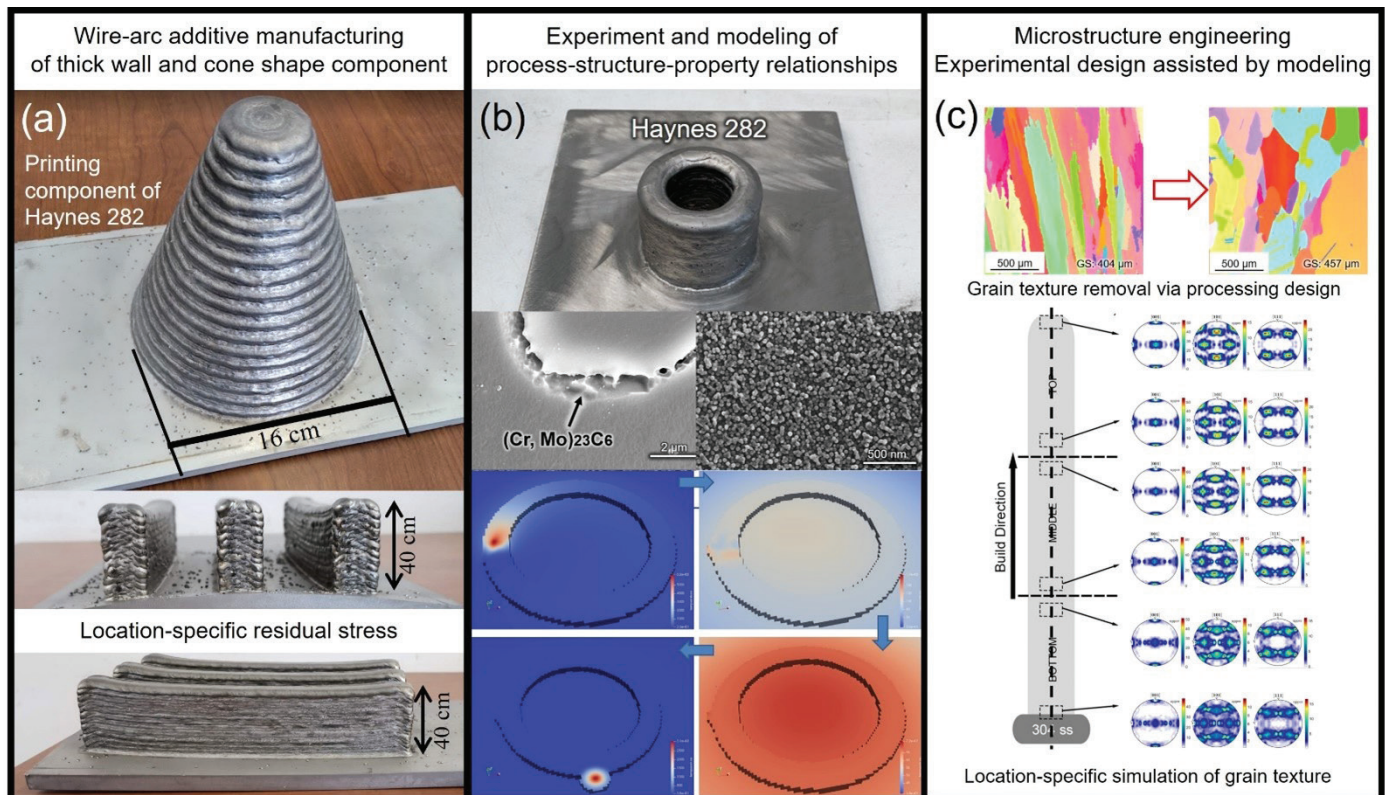 Wire-arc additive manufacturing
of thick wall and cone shape component
(a)
Printing
component of
Haynes 282
16 cm
40 cm
Location-specific residual stress
40 cm
Experiment and modeling of
process-structure-property relationships
(b)
Haynes 282
(Cr, Mo)23C6
2 µm
500 nm
Microstructure engineering
Experimental design assisted by modeling
(c)
500 µm
GS: 404 µm
500 µm
GS: 457 µm
Grain texture removal via processing design
TOP
MIDDLE
BOTTOM
Build Direction
304 ss
Location-specific simulation of grain texture